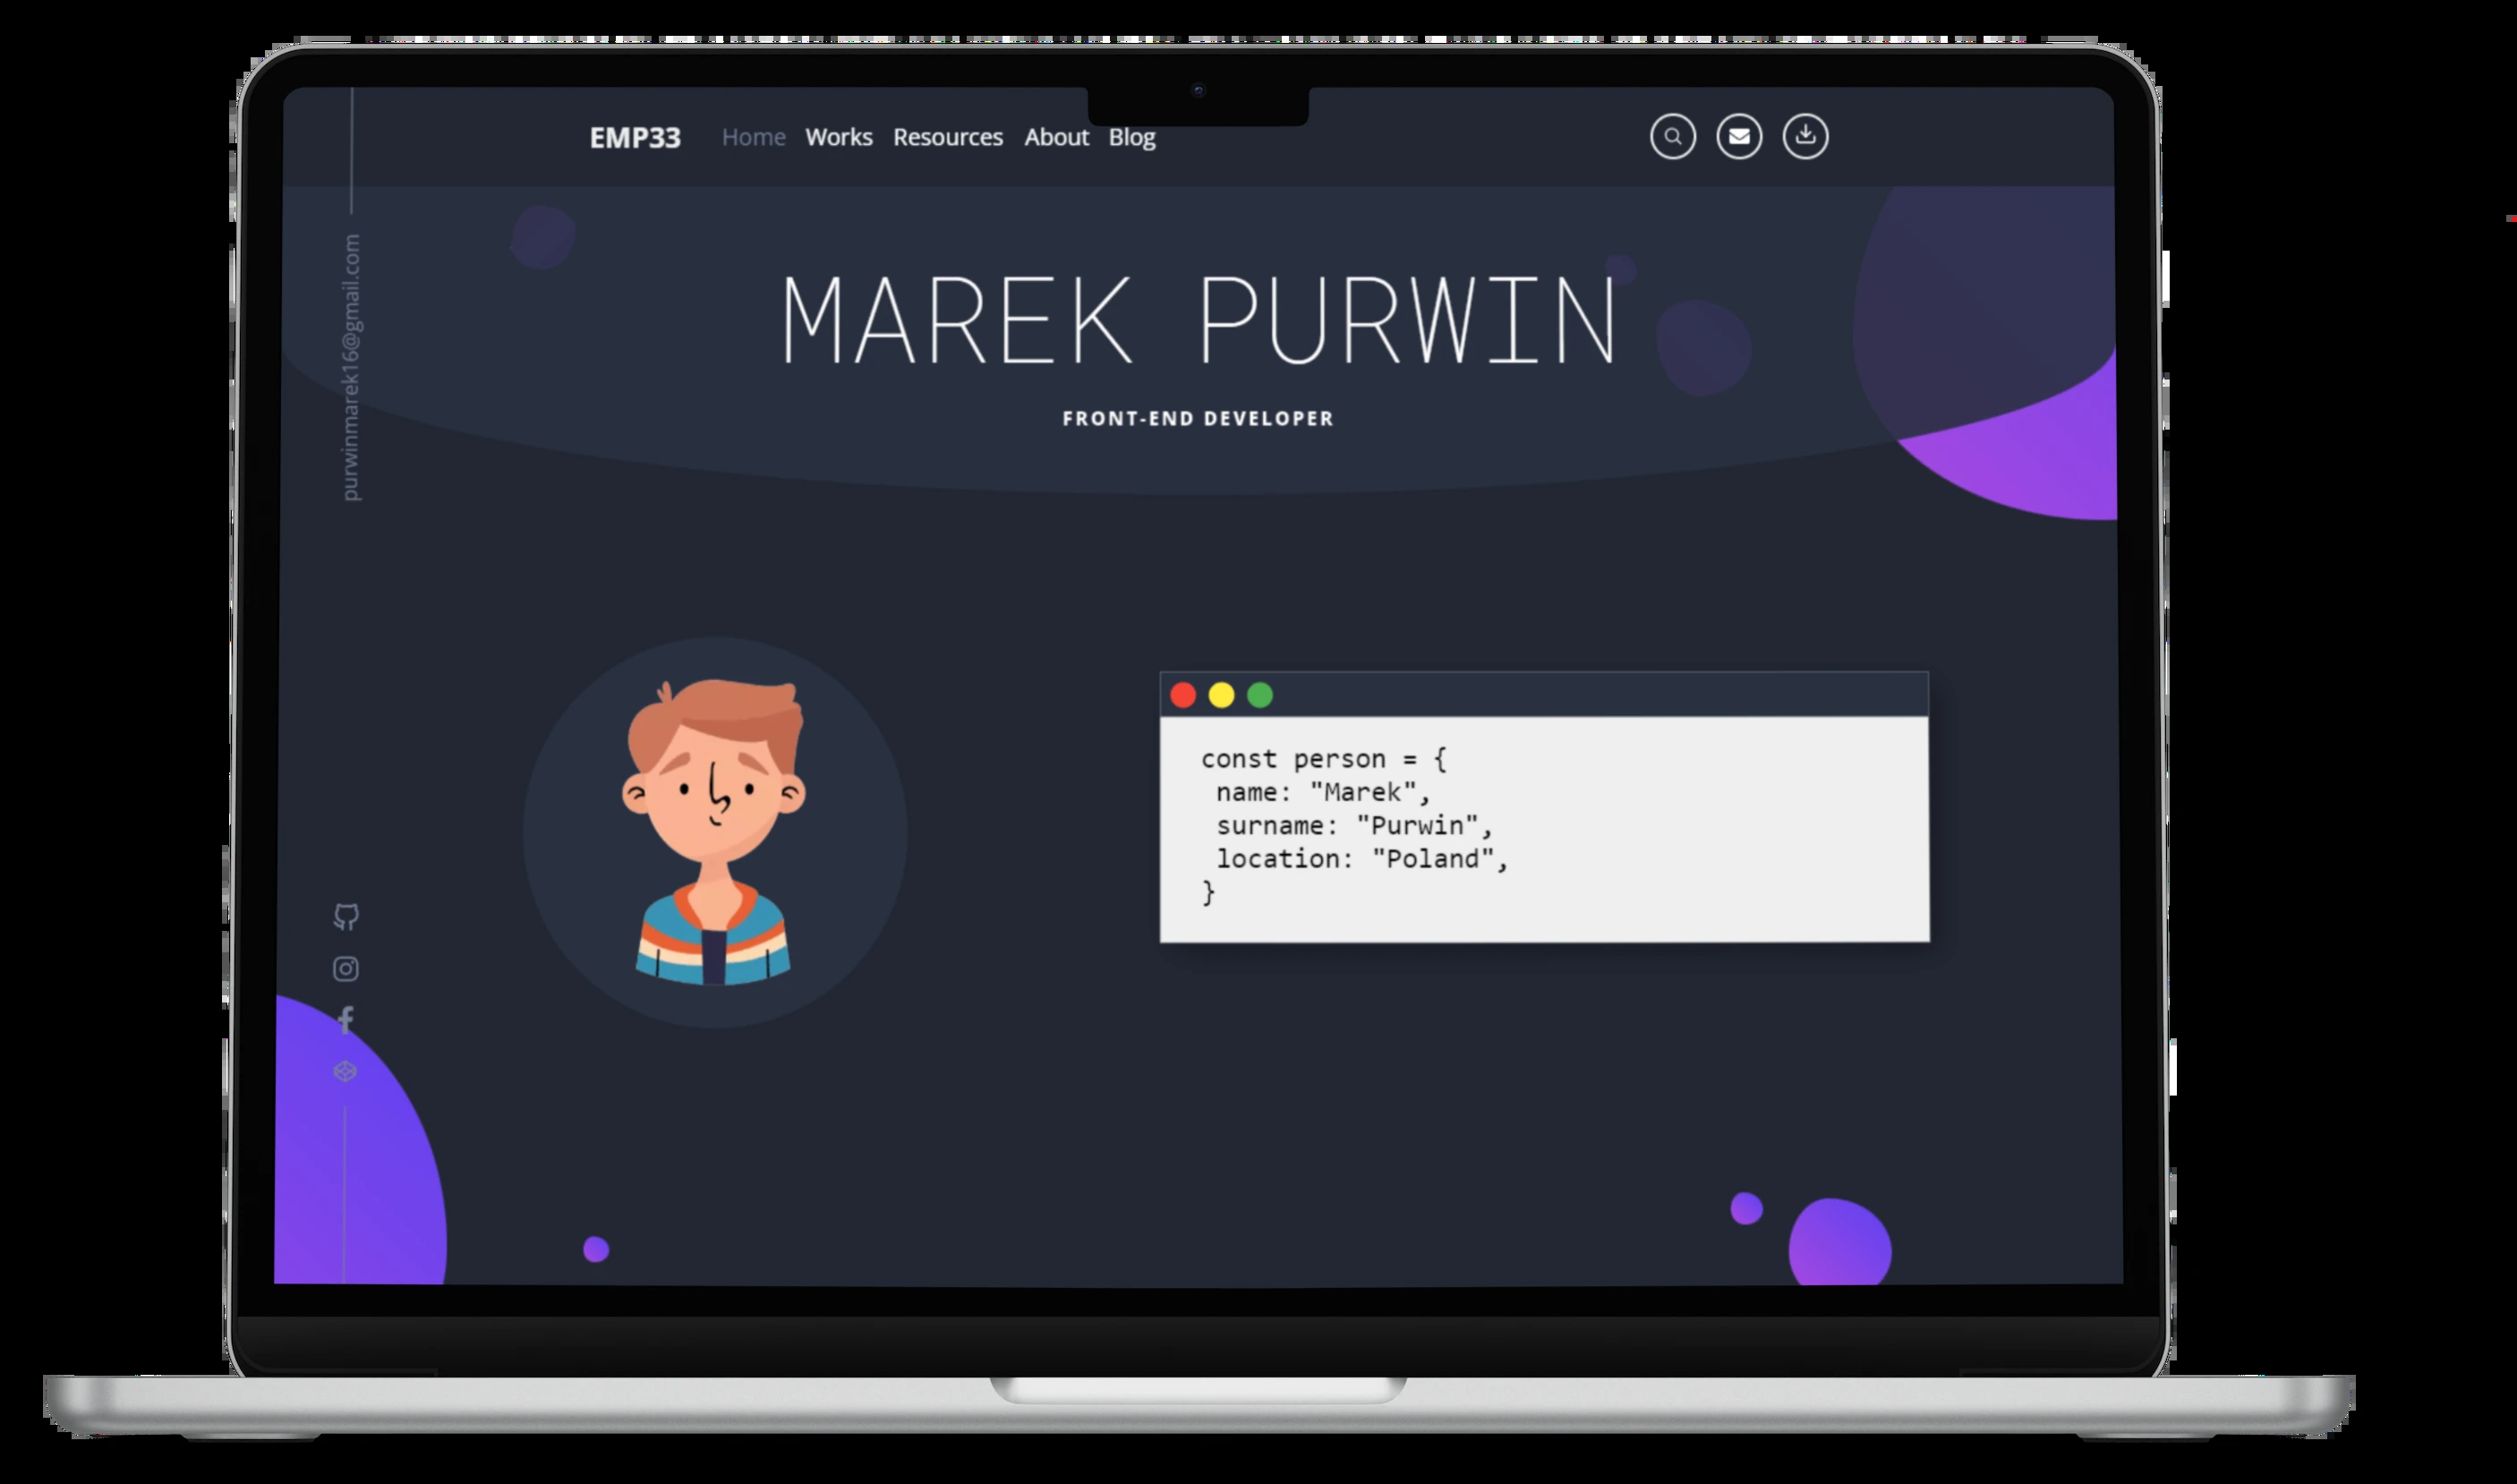 EMP33 Home Works Resources About Blog
purwinmarek16@gmail.com
MAREK PURWIN
FRONT-END DEVELOPER
const person = {
name: "Marek",
surname: "Purwin",
location: "Poland",
}